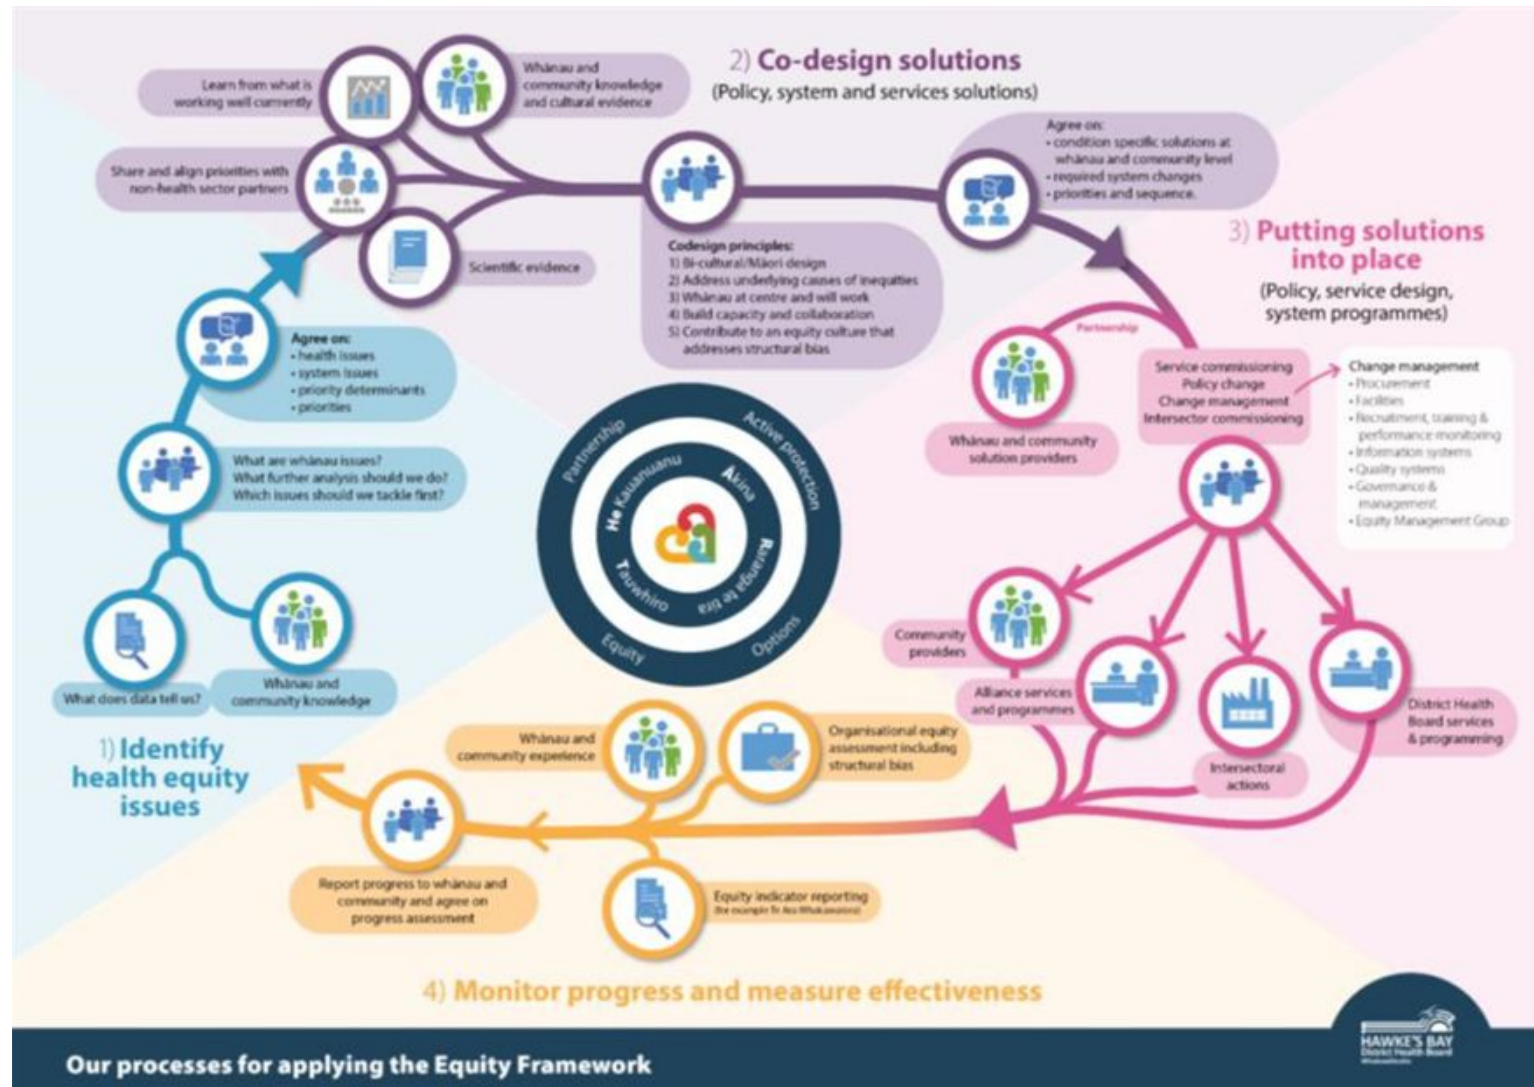 2) Co-design solutions
(Policy, system and services solutions)
Learn from what is
working well currently
Whānau and
community knowledge
and cultural evidence
Share and align priorities with
non-health sector partners
Scientific evidence
Codesign principles:
1) Bi-cultural/Māori design
2) Address underlying causes of inequities
3) Whānau at centre and will work
4) Build capacity and collaboration
5) Contribute to an equity culture that
addresses structural bias
Agree on:
• condition specific solutions at
whānau and community level
• required system changes
• priorities and sequence.
3) Putting solutions
into place
(Policy, service design,
system programmes)
Partnership
Whānau and community
solution providers
Service commissioning
Policy change
Change management
Intersector commissioning
Change management
• Procurement
• Facilities
• Recruitment, training &
performance monitoring
• Information systems
• Quality systems
• Governance &
management
• Equity Management Group
Community
providers
Alliance services
and programmes
Intersectoral
actions
District Health
Board services
& programming
Agree on:
• health issues
• system issues
• priority determinants
• priorities
What are whānau issues?
What further analysis should we do?
Which issues should we tackle first?
What does data tell us?
Whānau and
community knowledge
1) Identify
health equity
issues
Partnership
Active protection
Options
Equity
He Kauanuanu
Ākina
Raranga te tira
Tauwhiro
Whānau and
community experience
Organisational equity
assessment including
structural bias
Equity indicator reporting
Report progress to whānau and
community and agree on
progress assessment
4) Monitor progress and measure effectiveness
Our processes for applying the Equity Framework
HAWKE'S BAY
District Health Board